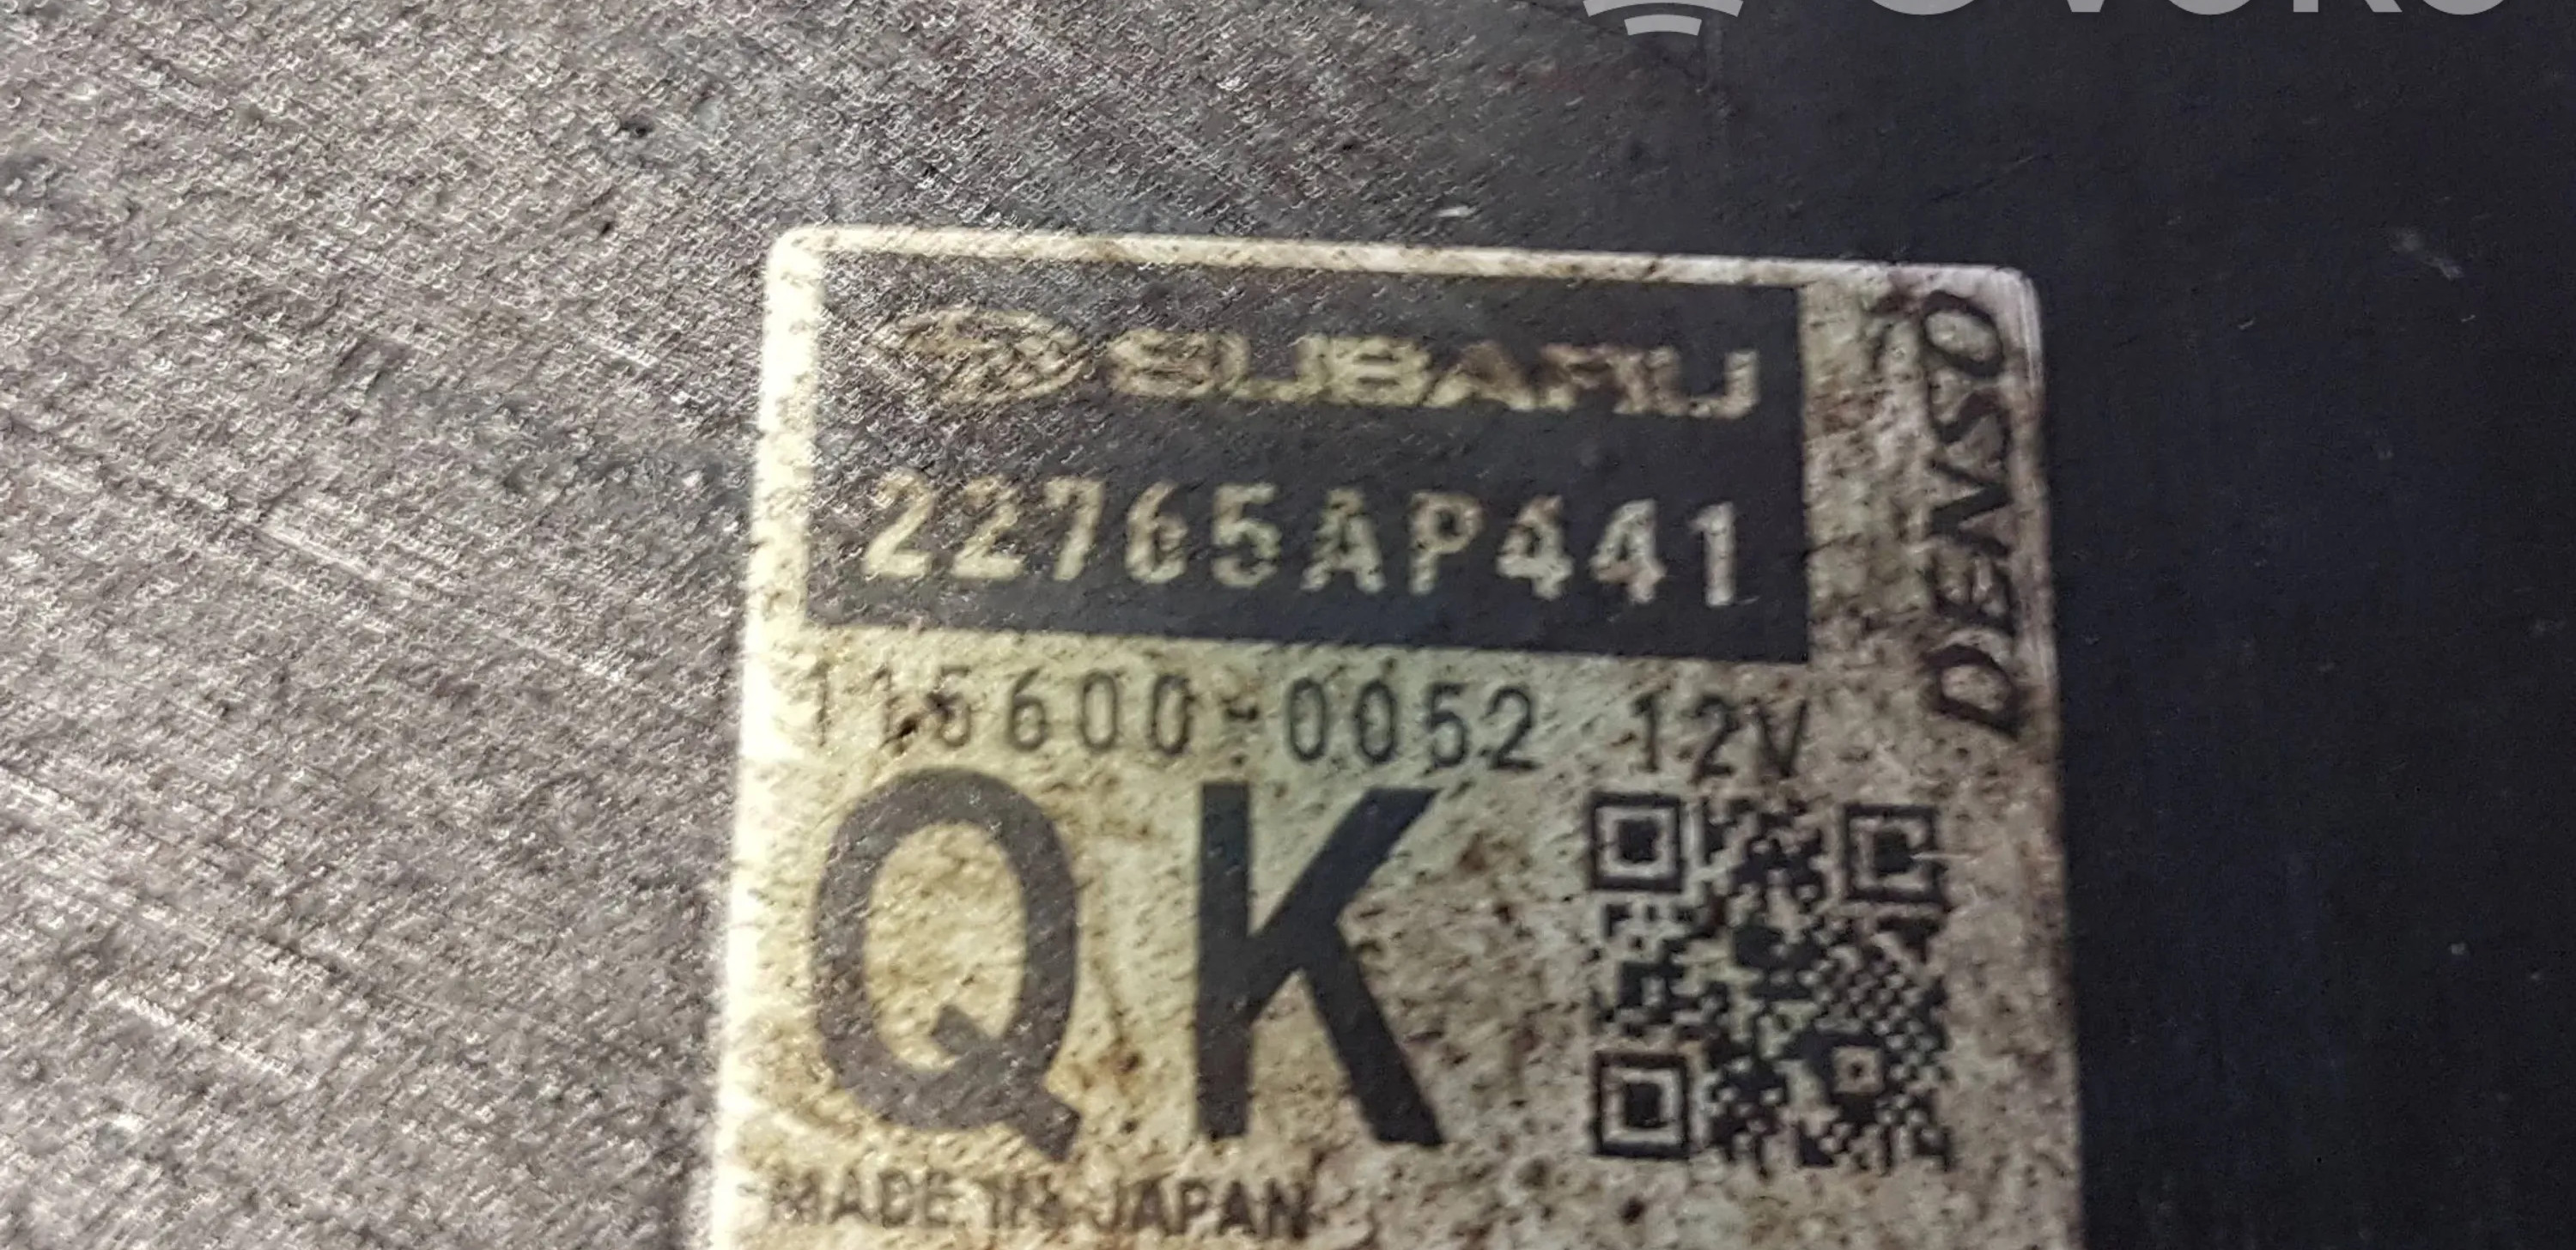 SUBARU
22765AP441
115600-0052 12V
QK
MADE IN JAPAN
DENSO